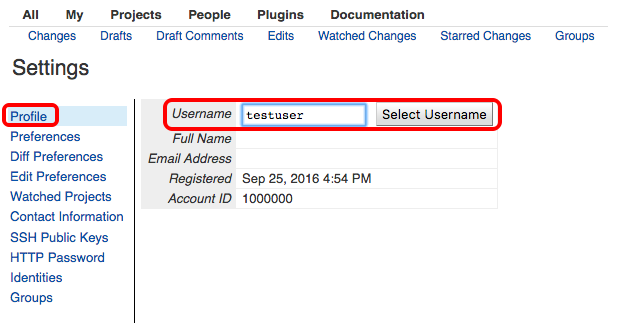 All My Projects People Plugins Documentation
Changes Drafts Draft Comments Edits Watched Changes Starred Changes Groups
Settings
Profile
Preferences
Diff Preferences
Edit Preferences
Watched Projects
Contact Information
SSH Public Keys
HTTP Password
Identities
Groups
Username testuser Select Username
Full Name
Email Address
Registered Sep 25, 2016 4:54 PM
Account ID 1000000